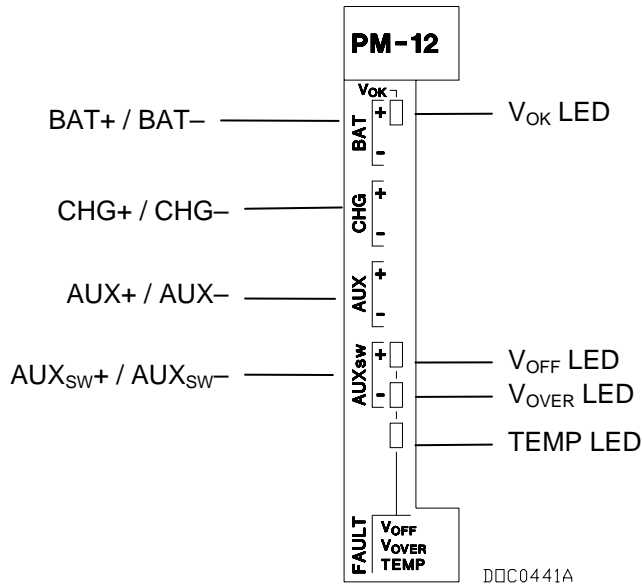 PM-12
VOK
BAT+ / BAT–
BAT
+
-
VOK LED
CHG+ / CHG–
CHG
+
-
AUX+ / AUX–
AUX
+
-
AUXSW+ / AUXSW–
AUXsw
+
-
VOFF LED
VOVER LED
TEMP LED
FAULT
VOFF
VOVER
TEMP
DOC0441A